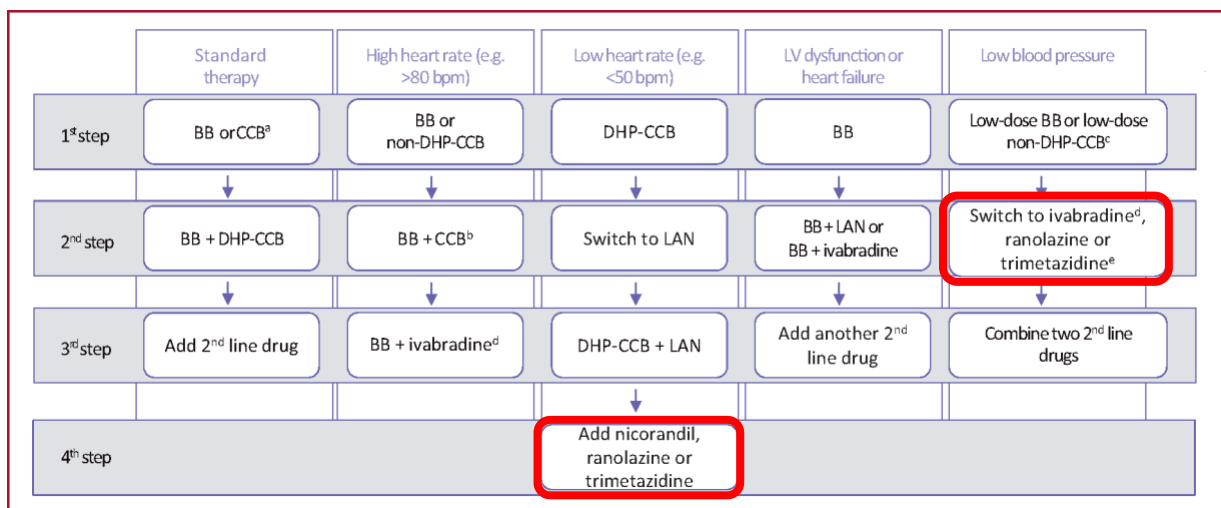 Standard
therapy
High heart rate (e.g.
>80 bpm)
Low heart rate (e.g.
<50 bpm)
LV dysfunction or
heart failure
Low blood pressure
1st step
BB orCCBa
BB or
non-DHP-CCB
DHP-CCB
BB
Low-dose BB or low-dose
non-DHP-CCBc
2nd step
BB + DHP-CCB
BB + CCBb
Switch to LAN
BB + LAN or
BB + ivabradine
Switch to ivabradined,
ranolazine or
trimetazidinee
3rd step
Add 2nd line drug
BB + ivabradined
DHP-CCB + LAN
Add another 2nd
line drug
Combine two 2nd line
drugs
4th step
Add nicorandil,
ranolazine or
trimetazidine